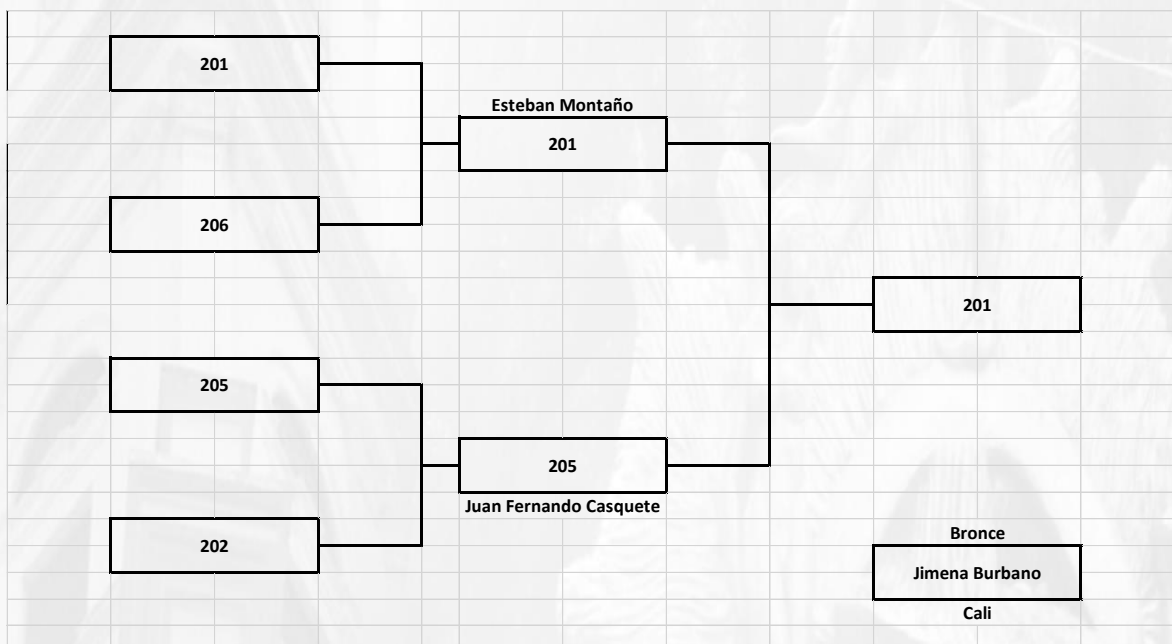 201
Esteban Montaño
201
206
201
205
205
Juan Fernando Casquete
202
Bronce
Jimena Burbano
Cali